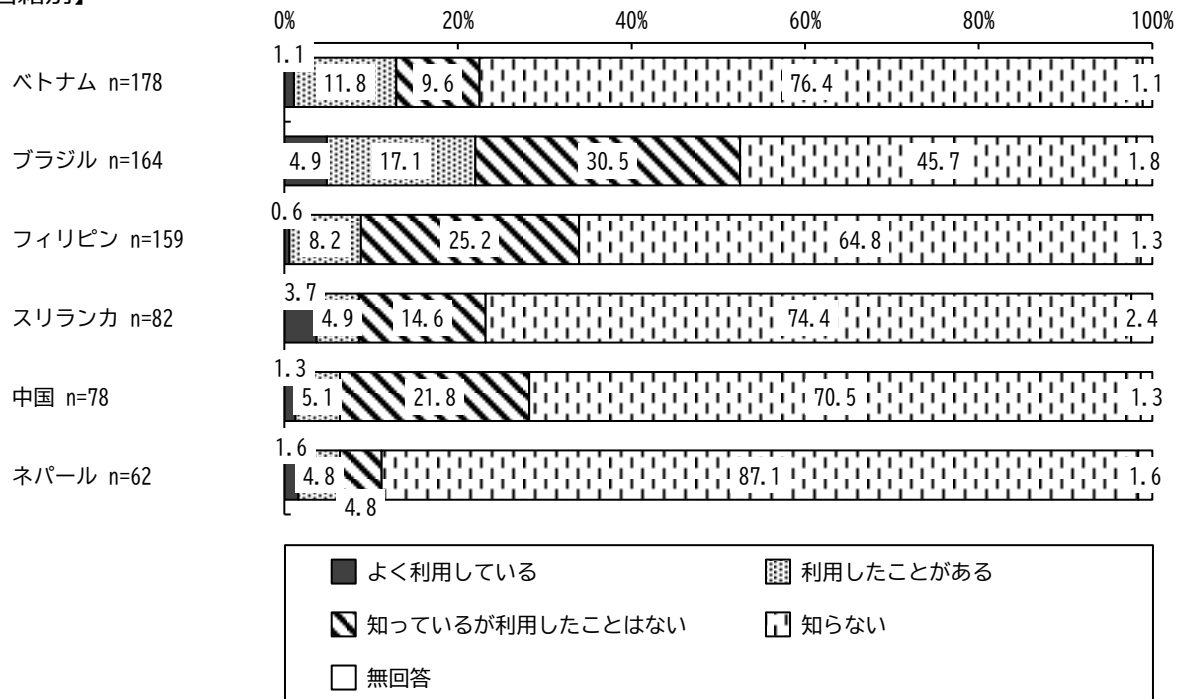 0% 20% 40% 60% 80% 100%
1.1
ベトナム n=178 11.8 9.6 76.4 1.1
ブラジル n=164 4.9 17.1 30.5 45.7 1.8
0.6
フィリピン n=159 8.2 25.2 64.8 1.3
3.7
スリランカ n=82 4.9 14.6 74.4 2.4
1.3
中国 n=78 5.1 21.8 70.5 1.3
1.6
ネパール n=62 4.8 87.1 1.6
4.8
よく利用している 利用したことがある
知っているが利用したことはない 知らない
無回答